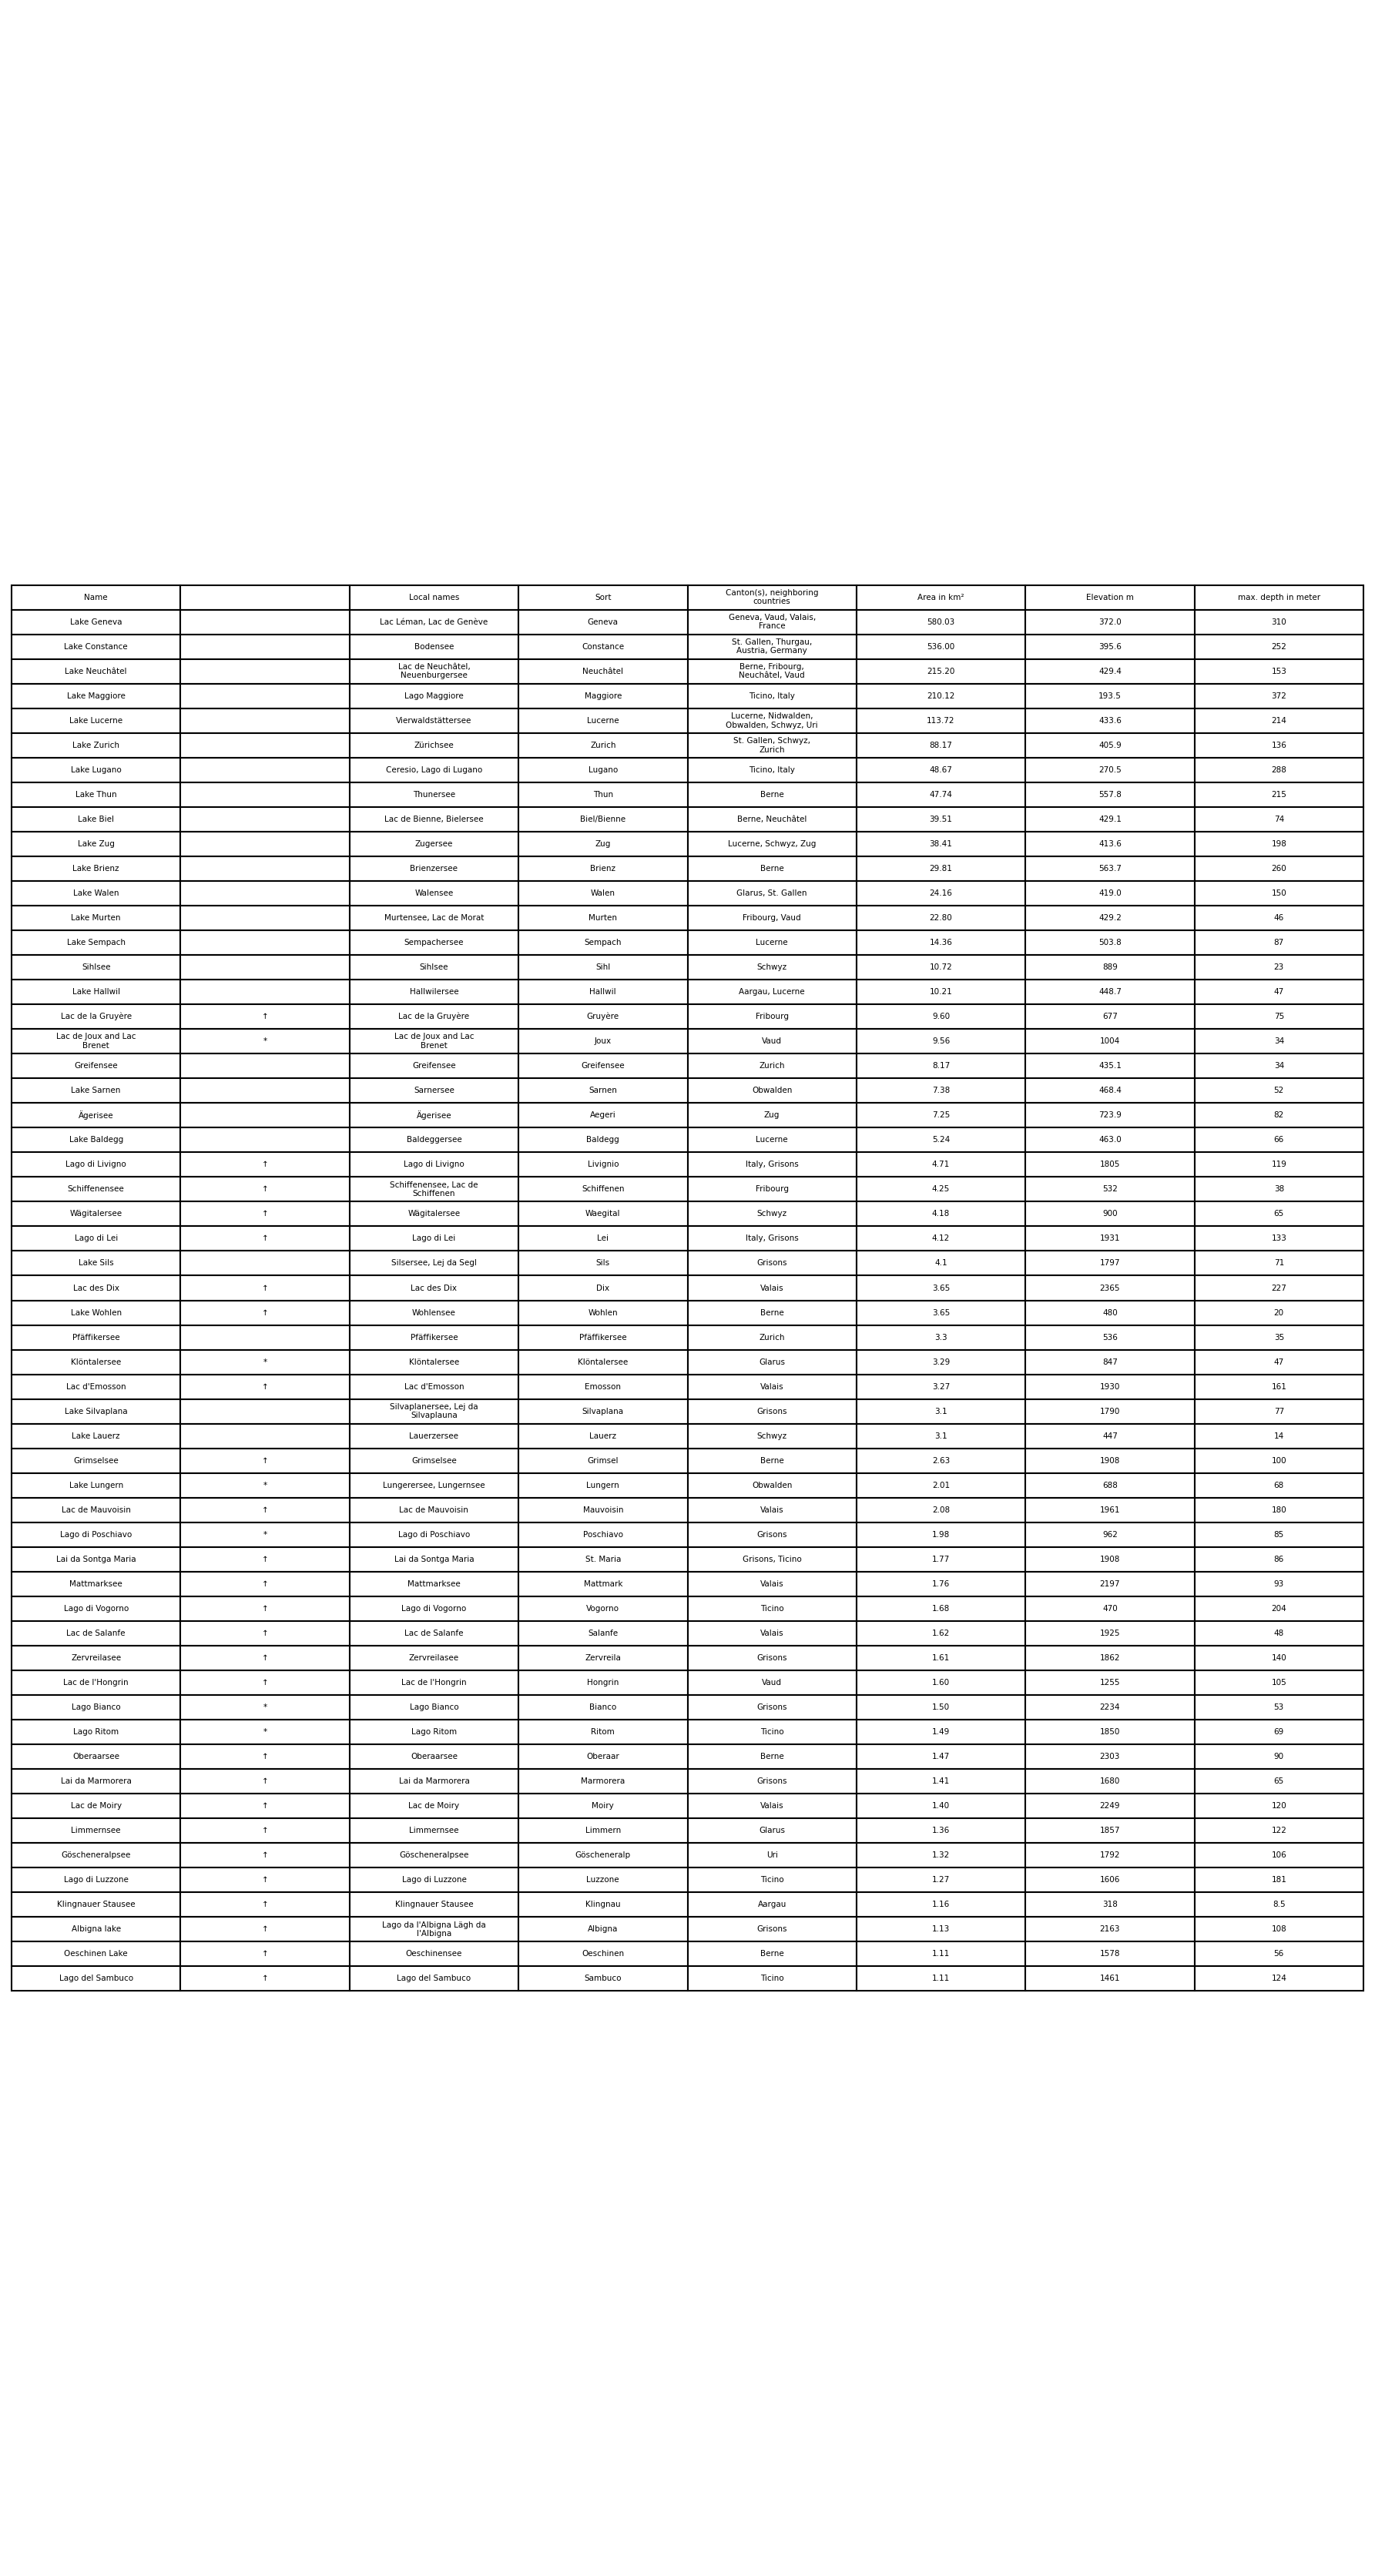 Name Local names Sort Canton(s), neighboring countries Area in km² Elevation m max. depth in meter
Lake Geneva Lac Léman, Lac de Genève Geneva Geneva, Vaud, Valais, France 580.03 372.0 310
Lake Constance Bodensee Constance St. Gallen, Thurgau, Austria, Germany 536.00 395.6 252
Lake Neuchâtel Lac de Neuchâtel, Neuenburgersee Neuchâtel Berne, Fribourg, Neuchâtel, Vaud 215.20 429.4 153
Lake Maggiore Lago Maggiore Maggiore Ticino, Italy 210.12 193.5 372
Lake Lucerne Vierwaldstättersee Lucerne Lucerne, Nidwalden, Obwalden, Schwyz, Uri 113.72 433.6 214
Lake Zurich Zürichsee Zurich St. Gallen, Schwyz, Zurich 88.17 405.9 136
Lake Lugano Ceresio, Lago di Lugano Lugano Ticino, Italy 48.67 270.5 288
Lake Thun Thunersee Thun Berne 47.74 557.8 215
Lake Biel Lac de Bienne, Bielersee Biel/Bienne Berne, Neuchâtel 39.51 429.1 74
Lake Zug Zugersee Zug Lucerne, Schwyz, Zug 38.41 413.6 198
Lake Brienz Brienzersee Brienz Berne 29.81 563.7 260
Lake Walen Walensee Walen Glarus, St. Gallen 24.16 419.0 150
Lake Murten Murtensee, Lac de Morat Murten Fribourg, Vaud 22.80 429.2 46
Lake Sempach Sempachersee Sempach Lucerne 14.36 503.8 87
Sihlsee Sihlsee Sihl Schwyz 10.72 889 23
Lake Hallwil Hallwilersee Hallwil Aargau, Lucerne 10.21 448.7 47
Lac de la Gruyère ↑ Lac de la Gruyère Gruyère Fribourg 9.60 677 75
Lac de Joux and Lac Brenet * Lac de Joux and Lac Brenet Joux Vaud 9.56 1004 34
Greifensee Greifensee Greifensee Zurich 8.17 435.1 34
Lake Sarnen Sarnersee Sarnen Obwalden 7.38 468.4 52
Ägerisee Ägerisee Aegeri Zug 7.25 723.9 82
Lake Baldegg Baldeggersee Baldegg Lucerne 5.24 463.0 66
Lago di Livigno ↑ Lago di Livigno Livignio Italy, Grisons 4.71 1805 119
Schiffenensee ↑ Schiffenensee, Lac de Schiffenen Schiffenen Fribourg 4.25 532 38
Wägitalersee ↑ Wägitalersee Waegital Schwyz 4.18 900 65
Lago di Lei ↑ Lago di Lei Lei Italy, Grisons 4.12 1931 133
Lake Sils Silsersee, Lej da Segl Sils Grisons 4.1 1797 71
Lac des Dix ↑ Lac des Dix Dix Valais 3.65 2365 227
Lake Wohlen ↑ Wohlensee Wohlen Berne 3.65 480 20
Pfäffikersee Pfäffikersee Pfäffikersee Zurich 3.3 536 35
Klöntalersee * Klöntalersee Klöntalersee Glarus 3.29 847 47
Lac d'Emosson ↑ Lac d'Emosson Emosson Valais 3.27 1930 161
Lake Silvaplana Silvaplanersee, Lej da Silvaplauna Silvaplana Grisons 3.1 1790 77
Lake Lauerz Lauerzersee Lauerz Schwyz 3.1 447 14
Grimselsee ↑ Grimselsee Grimsel Berne 2.63 1908 100
Lake Lungern * Lungerersee, Lungernsee Lungern Obwalden 2.01 688 68
Lac de Mauvoisin ↑ Lac de Mauvoisin Mauvoisin Valais 2.08 1961 180
Lago di Poschiavo * Lago di Poschiavo Poschiavo Grisons 1.98 962 85
Lai da Sontga Maria ↑ Lai da Sontga Maria St. Maria Grisons, Ticino 1.77 1908 86
Mattmarksee ↑ Mattmarksee Mattmark Valais 1.76 2197 93
Lago di Vogorno ↑ Lago di Vogorno Vogorno Ticino 1.68 470 204
Lac de Salanfe ↑ Lac de Salanfe Salanfe Valais 1.62 1925 48
Zervreilasee ↑ Zervreilasee Zervreila Grisons 1.61 1862 140
Lac de l'Hongrin ↑ Lac de l'Hongrin Hongrin Vaud 1.60 1255 105
Lago Bianco * Lago Bianco Bianco Grisons 1.50 2234 53
Lago Ritom * Lago Ritom Ritom Ticino 1.49 1850 69
Oberaarsee ↑ Oberaarsee Oberaar Berne 1.47 2303 90
Lai da Marmorera ↑ Lai da Marmorera Marmorera Grisons 1.41 1680 65
Lac de Moiry ↑ Lac de Moiry Moiry Valais 1.40 2249 120
Limmernsee ↑ Limmernsee Limmern Glarus 1.36 1857 122
Göscheneralpsee ↑ Göscheneralpsee Göscheneralp Uri 1.32 1792 106
Lago di Luzzone ↑ Lago di Luzzone Luzzone Ticino 1.27 1606 181
Klingnauer Stausee ↑ Klingnauer Stausee Klingnau Aargau 1.16 318 8.5
Albigna lake ↑ Lago da l'Albigna Lägh da l'Albigna Albigna Grisons 1.13 2163 108
Oeschinen Lake ↑ Oeschinensee Oeschinen Berne 1.11 1578 56
Lago del Sambuco ↑ Lago del Sambuco Sambuco Ticino 1.11 1461 124